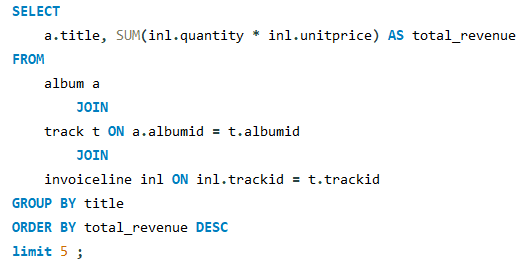 SELECT
    a.title, SUM(inl.quantity * inl.unitprice) AS total_revenue
FROM
    album a
        JOIN
    track t ON a.albumid = t.albumid
        JOIN
    invoiceline inl ON inl.trackid = t.trackid
GROUP BY title
ORDER BY total_revenue DESC
limit 5 ;